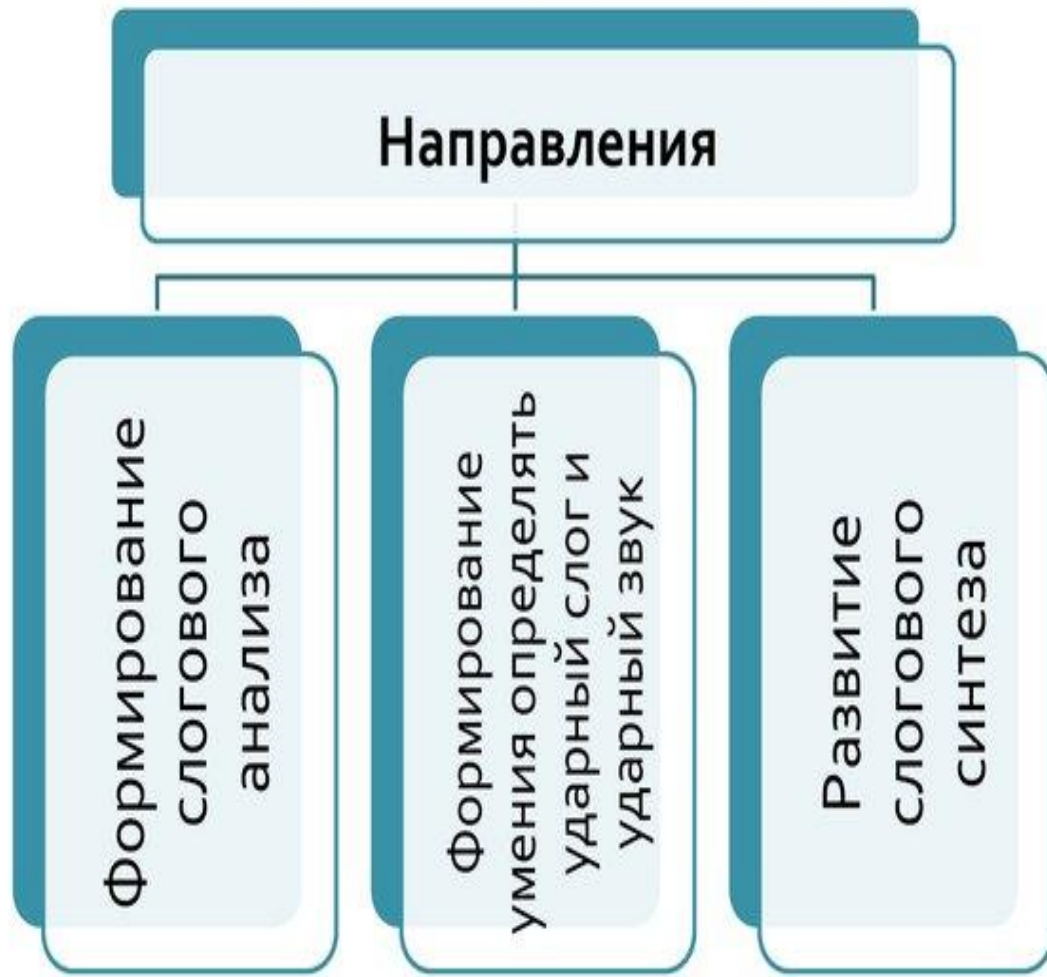 Направления
Формирование
слогового
анализа
Формирование
умения определять
ударный слог и
ударный звук
Развитие
слогового
синтеза